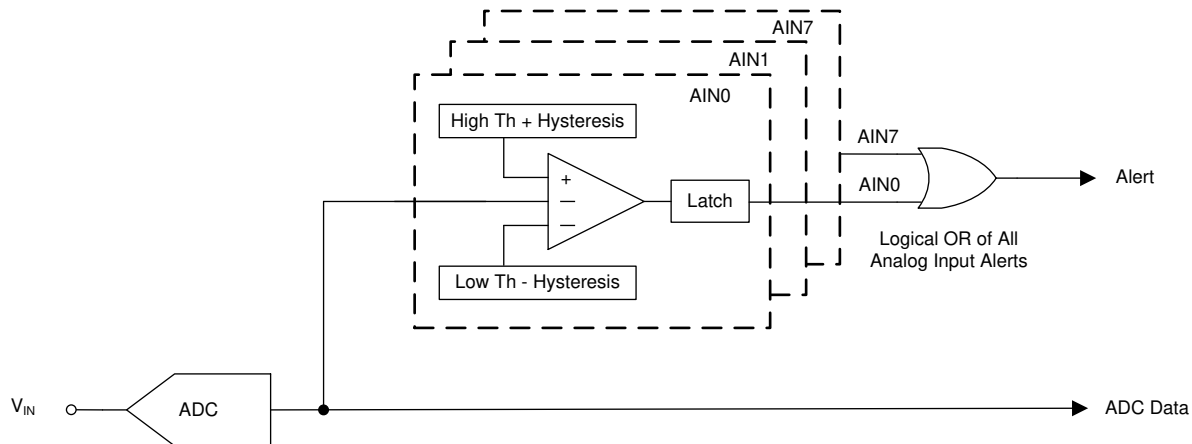 AIN7
AIN1
AIN0
High Th + Hysteresis
+
—
—
Latch
Low Th - Hysteresis
AIN7
AIN0
Alert
Logical OR of All
Analog Input Alerts
VIN
ADC
ADC Data